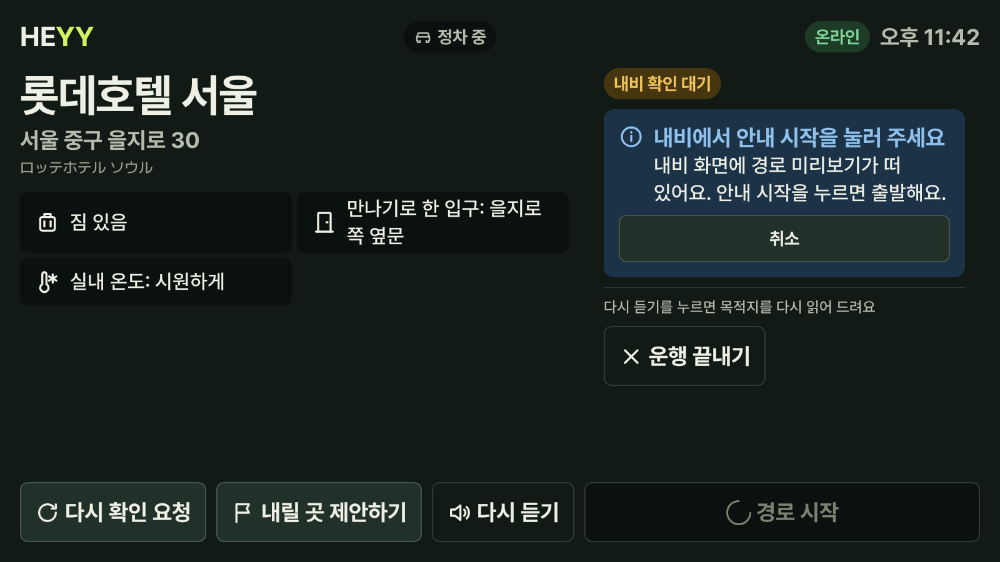 HEYY
정차 중
온라인
오후 11:42
롯데호텔 서울
서울 중구 을지로 30
ロッテホテル ソウル
짐 있음
만나기로 한 입구: 을지로
쪽 옆문
실내 온도: 시원하게
내비 확인 대기
내비에서 안내 시작을 눌러 주세요
내비 화면에 경로 미리보기가 떠
있어요. 안내 시작을 누르면 출발해요.
취소
다시 듣기를 누르면 목적지를 다시 읽어 드려요
운행 끝내기
다시 확인 요청
내릴 곳 제안하기
다시 듣기
경로 시작